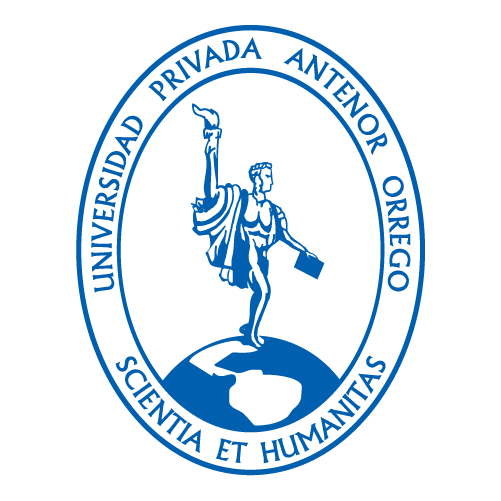 UNIVERSIDAD PRIVADA ANTENOR ORREGO
SCIENTIA ET HUMANITAS